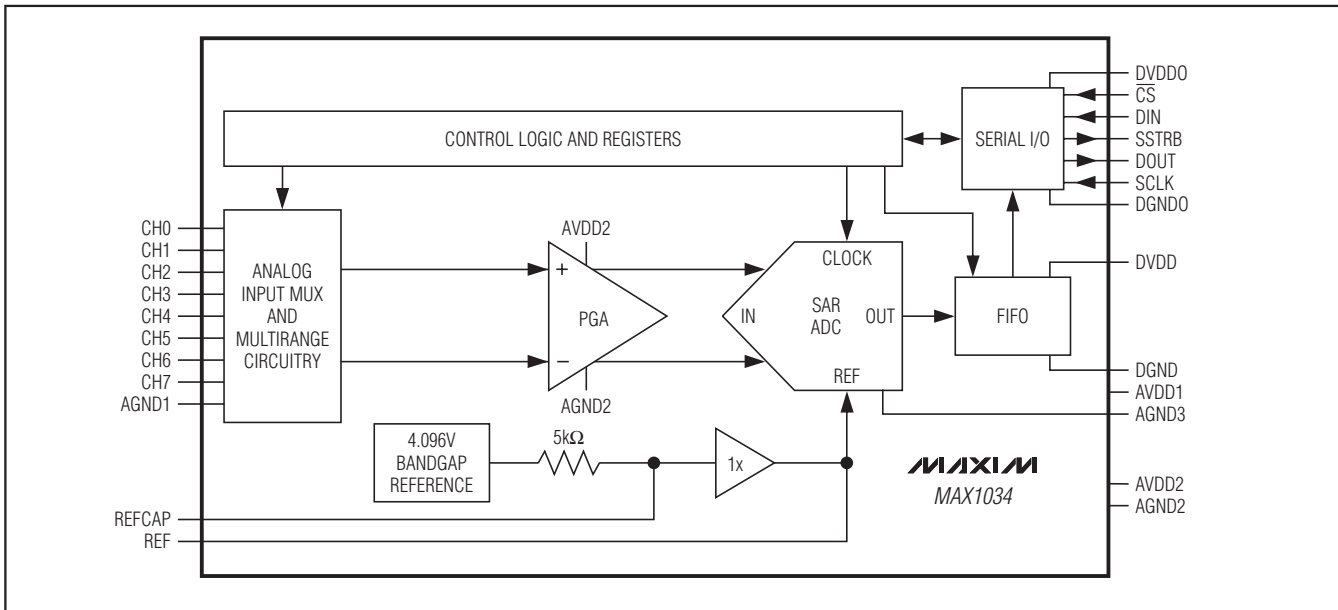 DVDDO
CS
DIN
SSTRB
DOUT
SCLK
DGNDO
SERIAL I/O
CONTROL LOGIC AND REGISTERS
CH0
CH1
CH2
CH3
CH4
CH5
CH6
CH7
AGND1
ANALOG
INPUT MUX
AND
MULTIRANGE
CIRCUITRY
AVDD2
+
PGA
−
AGND2
CLOCK
IN
SAR
ADC
OUT
REF
FIFO
DVDD
DGND
AVDD1
AGND3
4.096V
BANDGAP
REFERENCE
5kΩ
1x
MAXIM
MAX1034
AVDD2
AGND2
REFCAP
REF